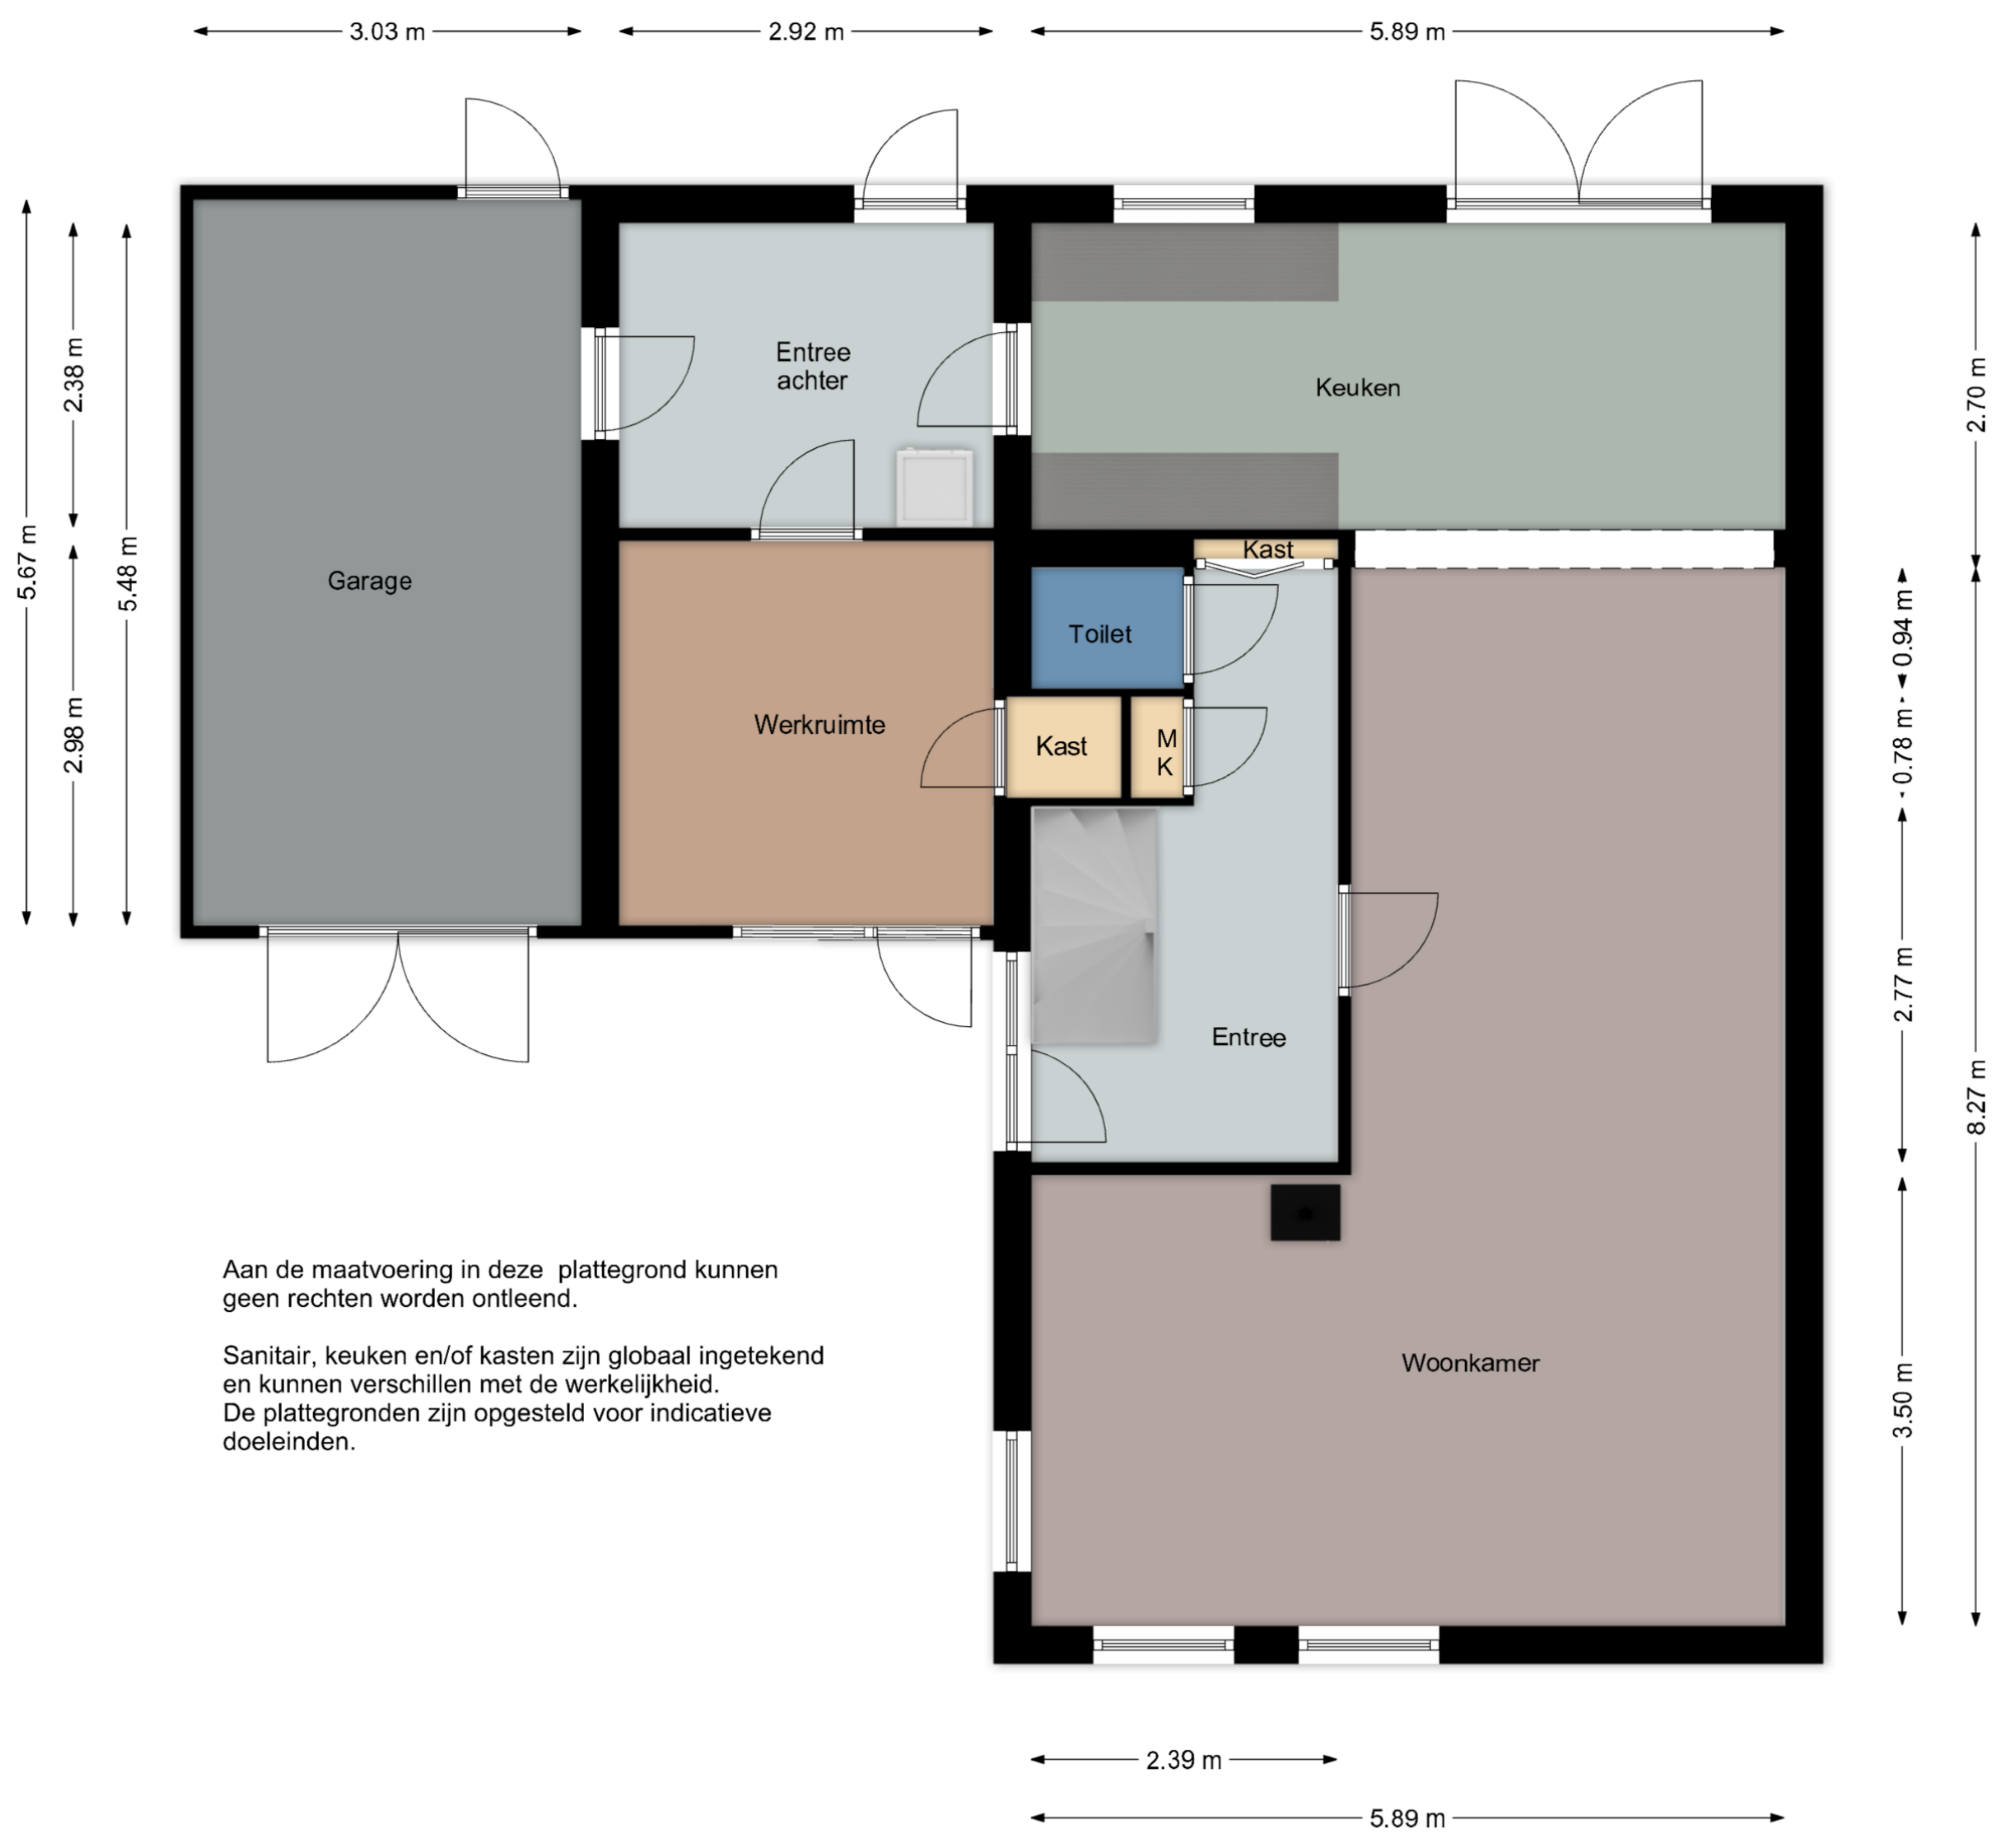 3.03 m
2.92 m
5.89 m
5.67 m
2.38 m
2.98 m
5.48 m
2.70 m
0.94 m
0.78 m
2.77 m
8.27 m
3.50 m
Entree
achter
Keuken
Garage
Kast
Toilet
Werkruimte
Kast
M
K
Entree
Woonkamer
Aan de maatvoering in deze  plattegrond kunnen
geen rechten worden ontleend.
Sanitair, keuken en/of kasten zijn globaal ingetekend
en kunnen verschillen met de werkelijkheid.
De plattegronden zijn opgesteld voor indicatieve
doeleinden.
2.39 m
5.89 m